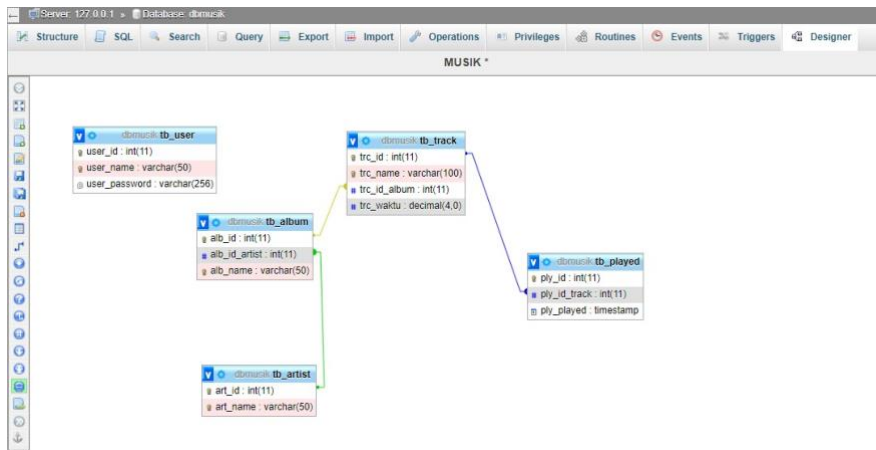 Server: 127.0.0.1 » Database: dbmusik
Structure SQL Search Query Export Import Operations Privileges Routines Events Triggers Designer
MUSIK *
dbmusik tb_user
user_id : int(11)
user_name : varchar(50)
user_password : varchar(256)
dbmusik tb_track
trc_id : int(11)
trc_name : varchar(100)
trc_id_album : int(11)
trc_waktu : decimal(4,0)
dbmusik tb_album
alb_id : int(11)
alb_id_artist : int(11)
alb_name : varchar(50)
dbmusik tb_played
ply_id : int(11)
ply_id_track : int(11)
ply_played : timestamp
dbmusik tb_artist
art_id : int(11)
art_name : varchar(50)